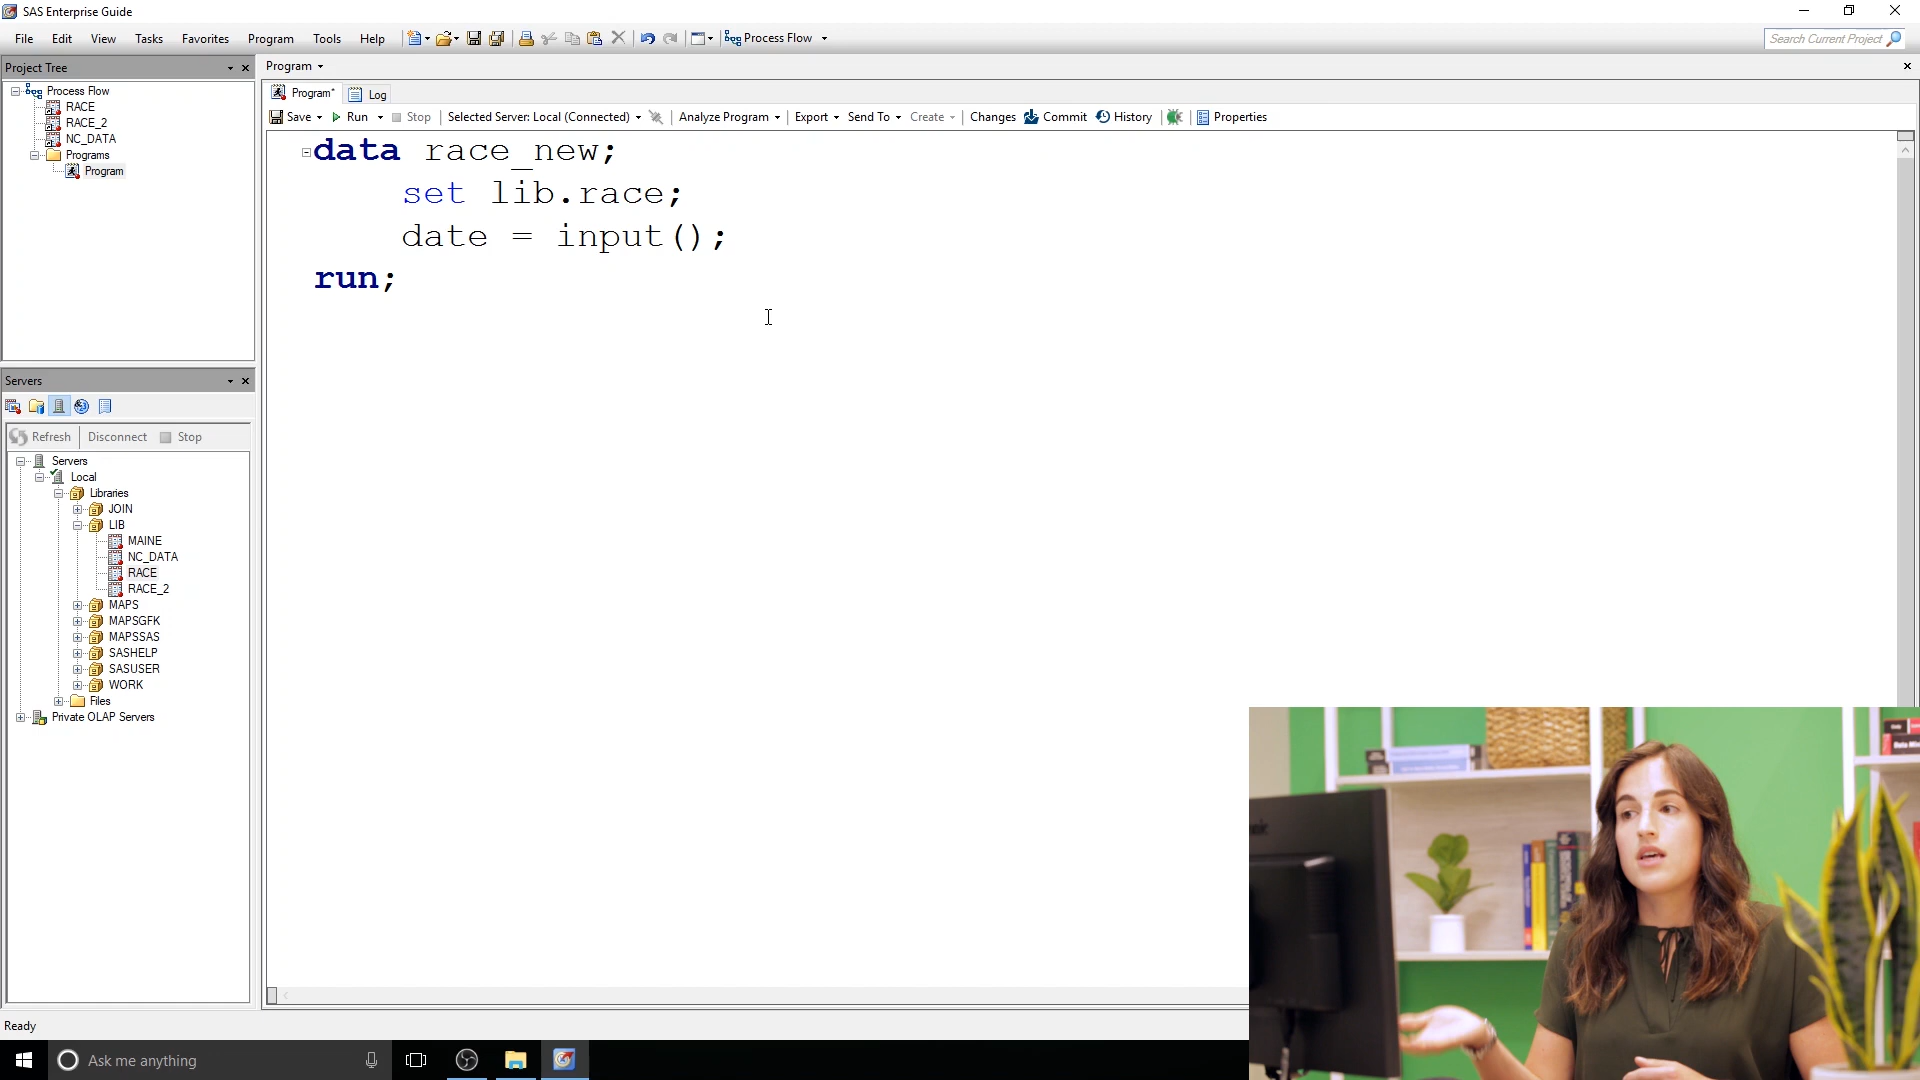 SAS Enterprise Guide
File Edit View Tasks Favorites Program Tools Help Process Flow Search Current Project
Project Tree
Process Flow
RACE
RACE_2
NC_DATA
Programs
Program
Program
Program* Log
Save Run Stop Selected Server: Local (Connected) Analyze Program Export Send To Create Changes Commit History Properties
data race_new;
set lib.race;
date = input();
run;
Servers
Refresh Disconnect Stop
Servers
Local
Libraries
JOIN
LIB
MAINE
NC_DATA
RACE
RACE_2
MAPS
MAPSGFK
MAPSSAS
SASHELP
SASUSER
WORK
Files
Private OLAP Servers
Ready
Ask me anything